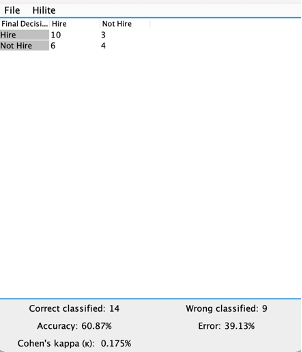 File Hilite
Final Decisi... Hire Not Hire
Hire 10 3
Not Hire 6 4
Correct classified: 14 Wrong classified: 9
Accuracy: 60.87% Error: 39.13%
Cohen's kappa (κ): 0.175%